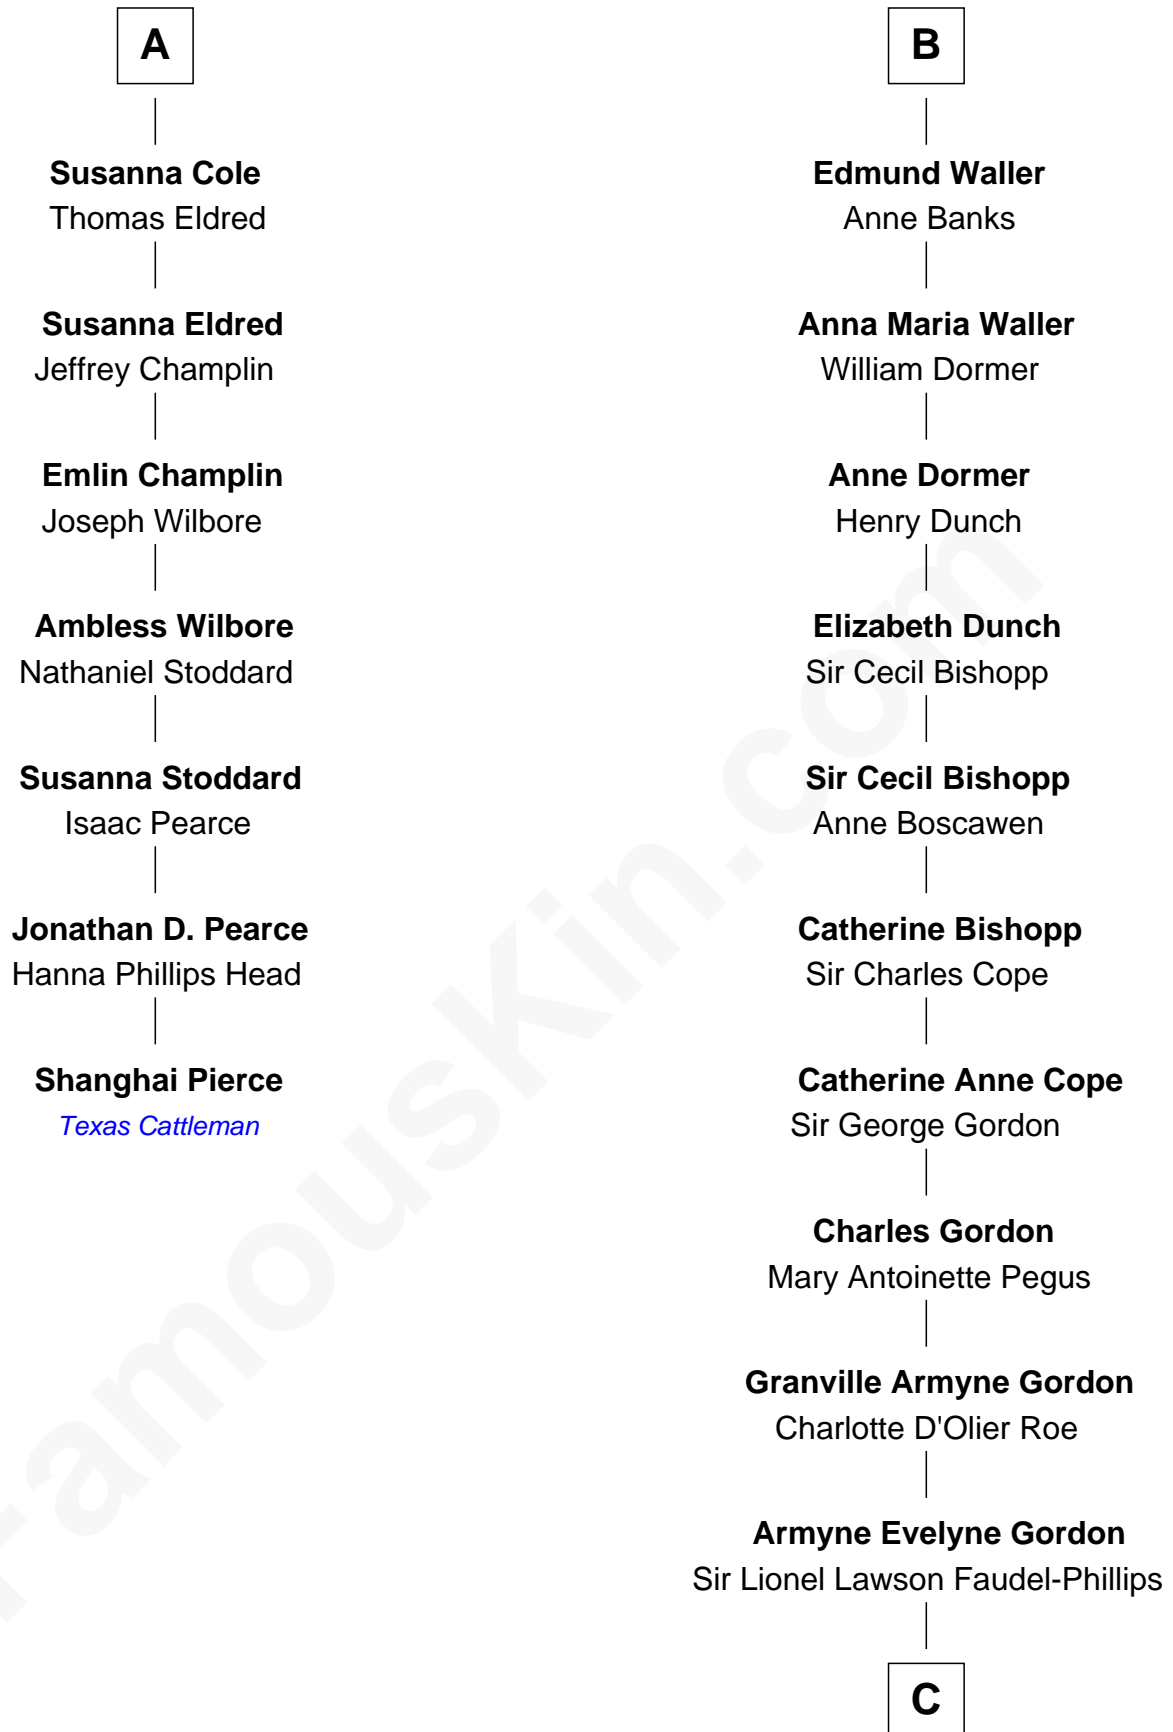 A
Susanna Cole
Thomas Eldred
Susanna Eldred
Jeffrey Champlin
Emlin Champlin
Joseph Wilbore
Ambless Wilbore
Nathaniel Stoddard
Susanna Stoddard
Isaac Pearce
Jonathan D. Pearce
Hanna Phillips Head
Shanghai Pierce
Texas Cattleman
B
Edmund Waller
Anne Banks
Anna Maria Waller
William Dormer
Anne Dormer
Henry Dunch
Elizabeth Dunch
Sir Cecil Bishopp
Sir Cecil Bishopp
Anne Boscawen
Catherine Bishopp
Sir Charles Cope
Catherine Anne Cope
Sir George Gordon
Charles Gordon
Mary Antoinette Pegus
Granville Armyne Gordon
Charlotte D'Olier Roe
Armyne Evelyne Gordon
Sir Lionel Lawson Faudel-Phillips
C
FamousKin.com